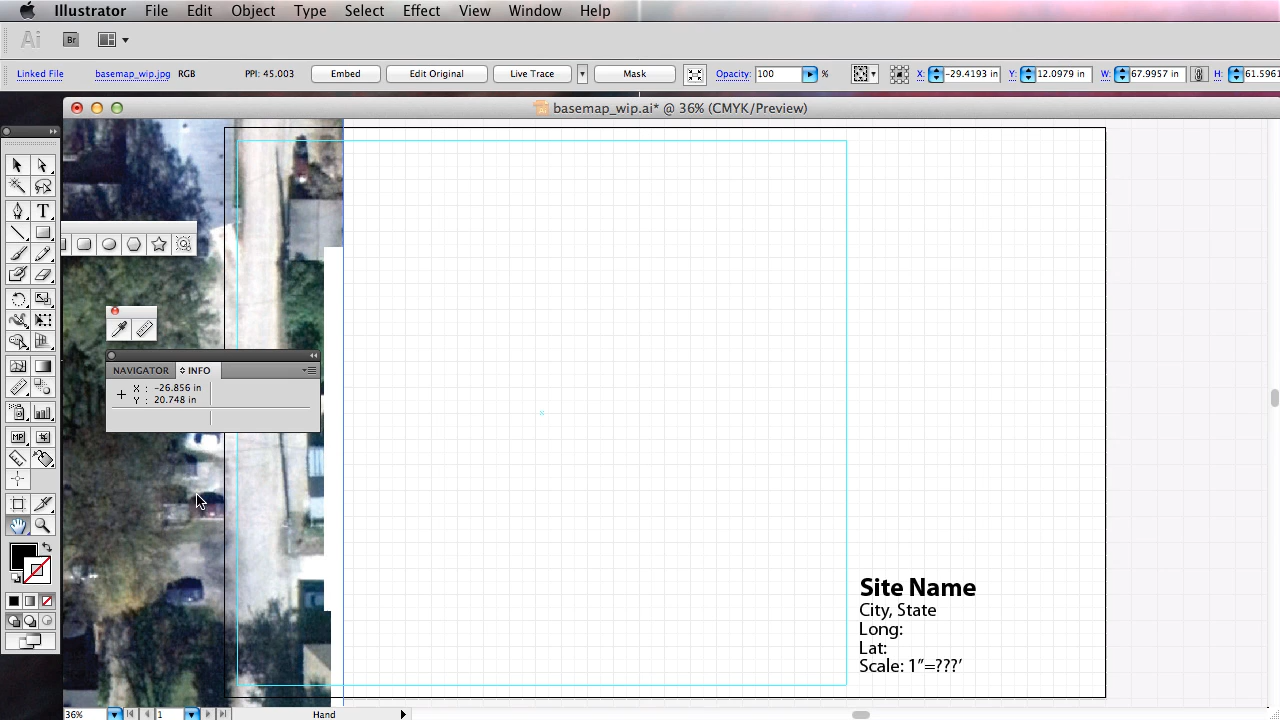 Illustrator File Edit Object Type Select Effect View Window Help
Ai Br
Linked File basemap_wip.jpg RGB PPI: 45.003 Embed Edit Original Live Trace Mask Opacity: 100 % X: -29.4193 in Y: 12.0979 in W: 67.9957 in H: 61.5961
basemap_wip.ai* @ 36% (CMYK/Preview)
NAVIGATOR INFO
X : -26.856 in
Y : 20.748 in
MP
T
Site Name
City, State
Long:
Lat:
Scale: 1”=???’
36% 1 Hand